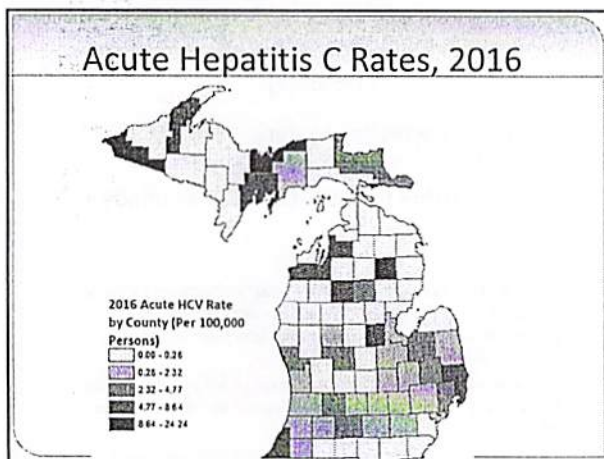 Acute Hepatitis C Rates, 2016
2016 Acute HCV Rate
by County (Per 100,000
Persons)
0.00 - 0.26
0.26 - 2.32
2.32 - 4.77
4.77 - 8.64
8.64 - 24.24